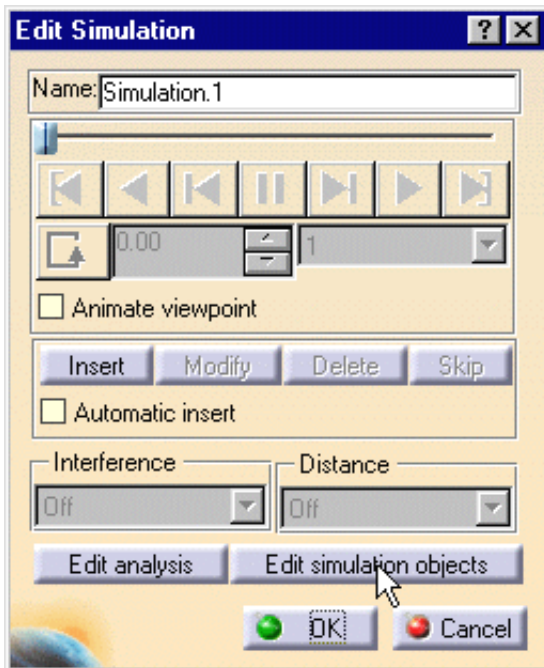 Edit Simulation
Name: Simulation.1
0.00 1
Animate viewpoint
Insert Modify Delete Skip
Automatic insert
Interference Distance
Off Off
Edit analysis Edit simulation objects
OK Cancel